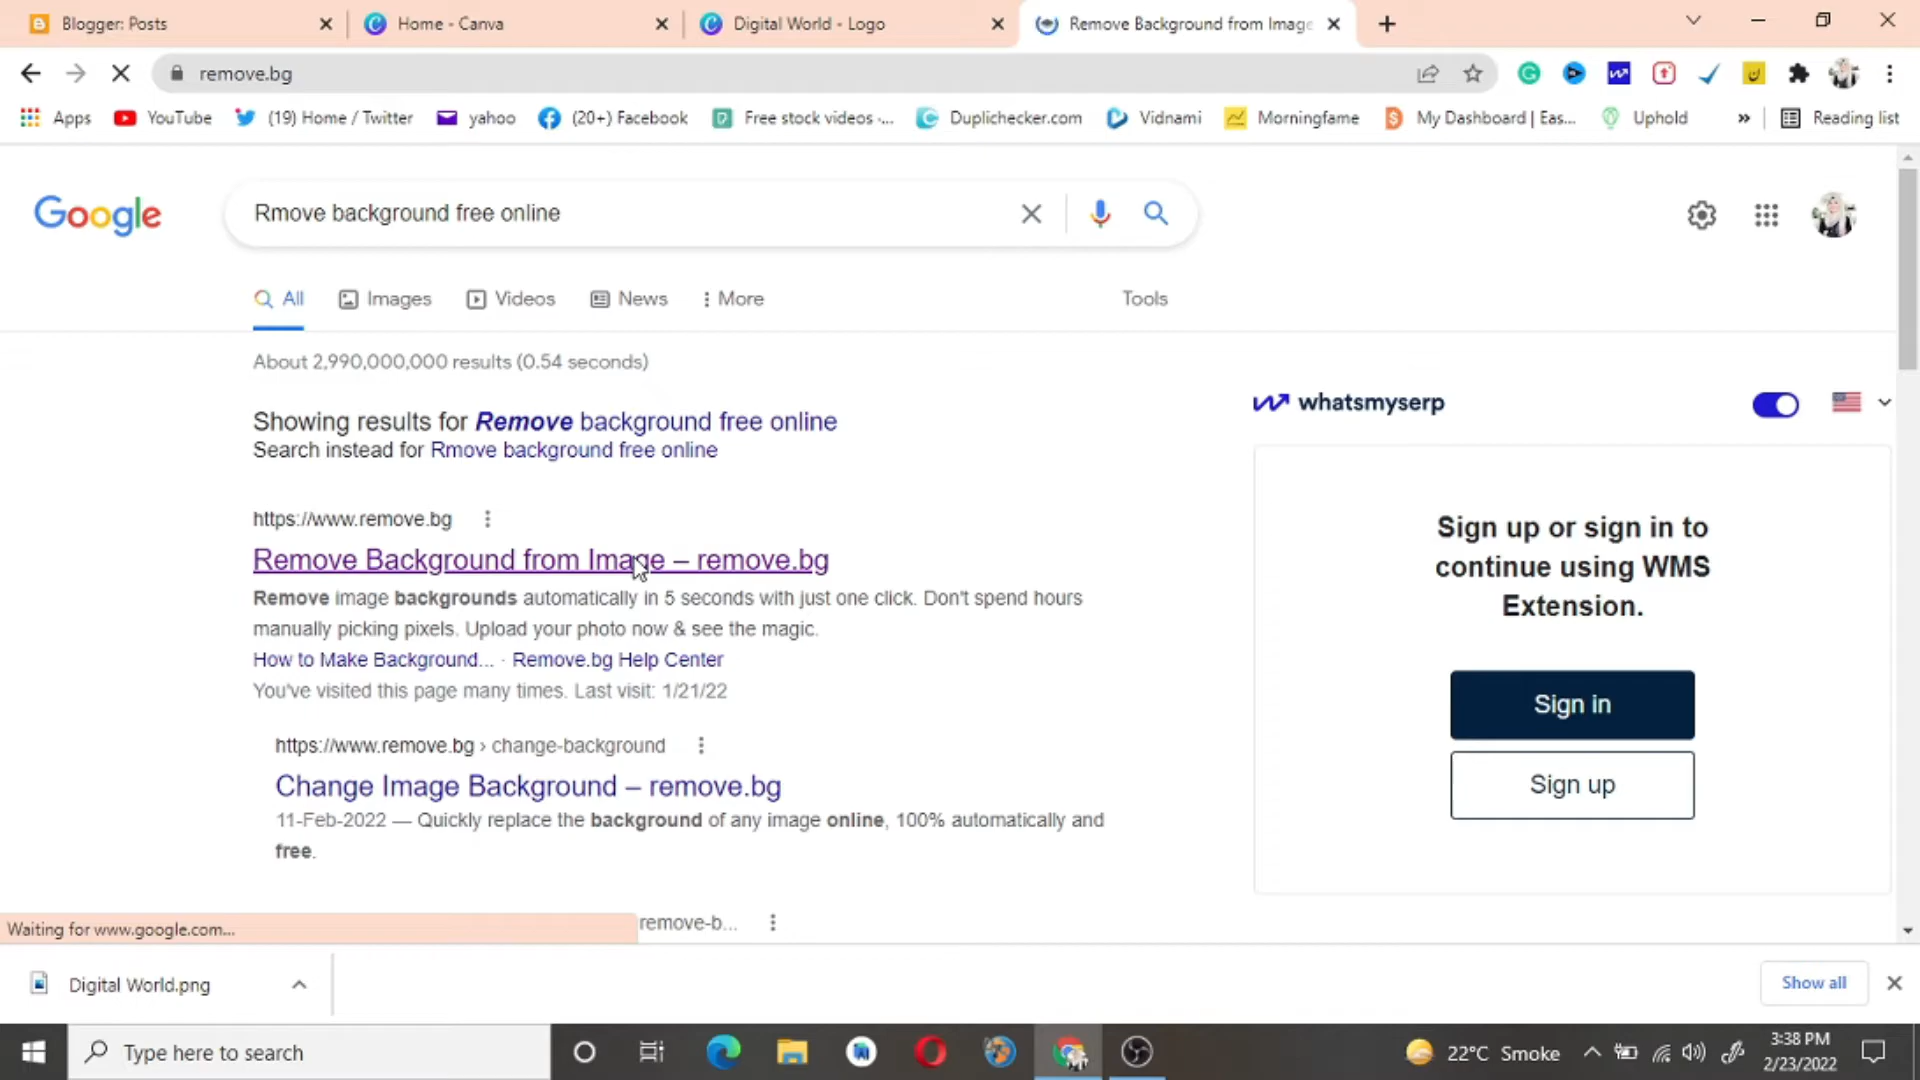 Blogger: Posts
Home - Canva
Digital World - Logo
Remove Background from Image
remove.bg
Apps
YouTube
(19) Home / Twitter
yahoo
(20+) Facebook
Free stock videos -...
Duplichecker.com
Vidnami
Morningfame
My Dashboard | Eas...
Uphold
»
Reading list
Google
Rmove background free online
All
Images
Videos
News
More
Tools
About 2,990,000,000 results (0.54 seconds)
Showing results for Remove background free online
Search instead for Rmove background free online
https://www.remove.bg
Remove Background from Image – remove.bg
Remove image backgrounds automatically in 5 seconds with just one click. Don't spend hours
manually picking pixels. Upload your photo now & see the magic.
How to Make Background... · Remove.bg Help Center
You've visited this page many times. Last visit: 1/21/22
https://www.remove.bg › change-background
Change Image Background – remove.bg
11-Feb-2022 — Quickly replace the background of any image online, 100% automatically and
free.
remove-b...
whatsmyserp
Sign up or sign in to
continue using WMS
Extension.
Sign in
Sign up
Waiting for www.google.com...
Digital World.png
Show all
Type here to search
22°C Smoke
3:38 PM
2/23/2022